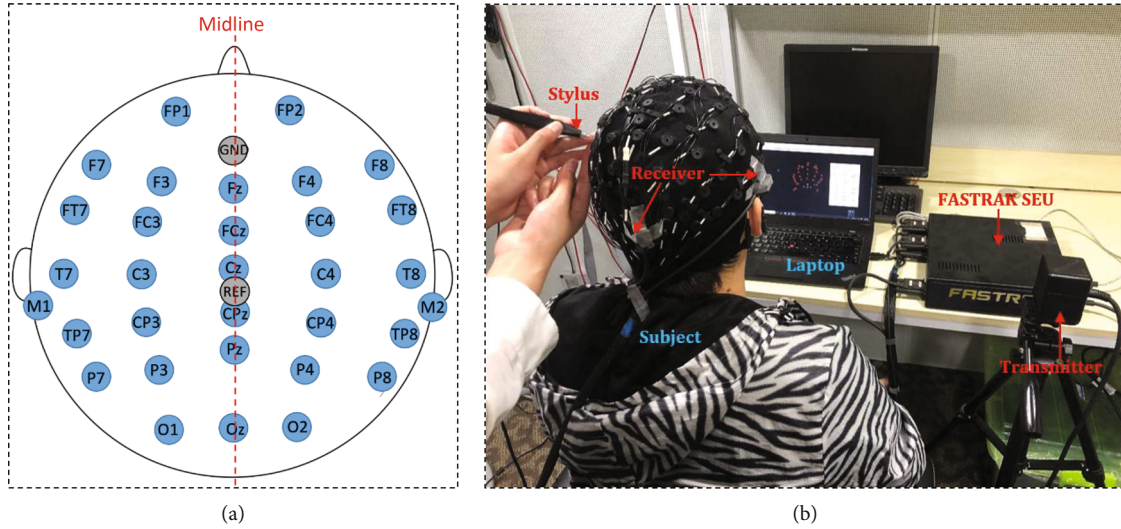 Midline
FP1
FP2
GND
F7
F3
Fz
F4
F8
FT7
FC3
FCz
FC4
FT8
T7
C3
Cz
C4
T8
M1
REF
M2
CP3
CPz
CP4
TP7
TP8
Pz
P7
P3
P4
P8
O1
Oz
O2
(a)
Stylus
Receiver
FASTRAK SEU
Laptop
FASTR
Subject
Transmitter
(b)